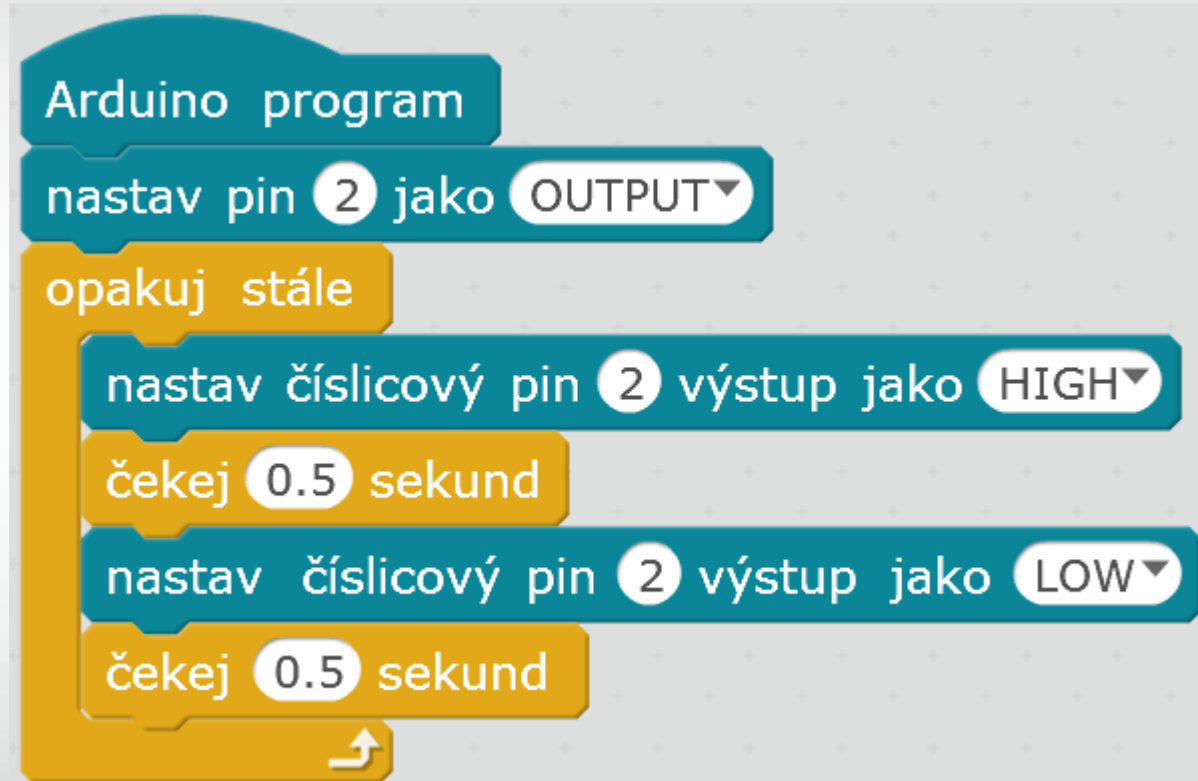 Arduino program
nastav pin 2 jako OUTPUT
opakuj stále
nastav číslicový pin 2 výstup jako HIGH
čekej 0.5 sekund
nastav číslicový pin 2 výstup jako LOW
čekej 0.5 sekund